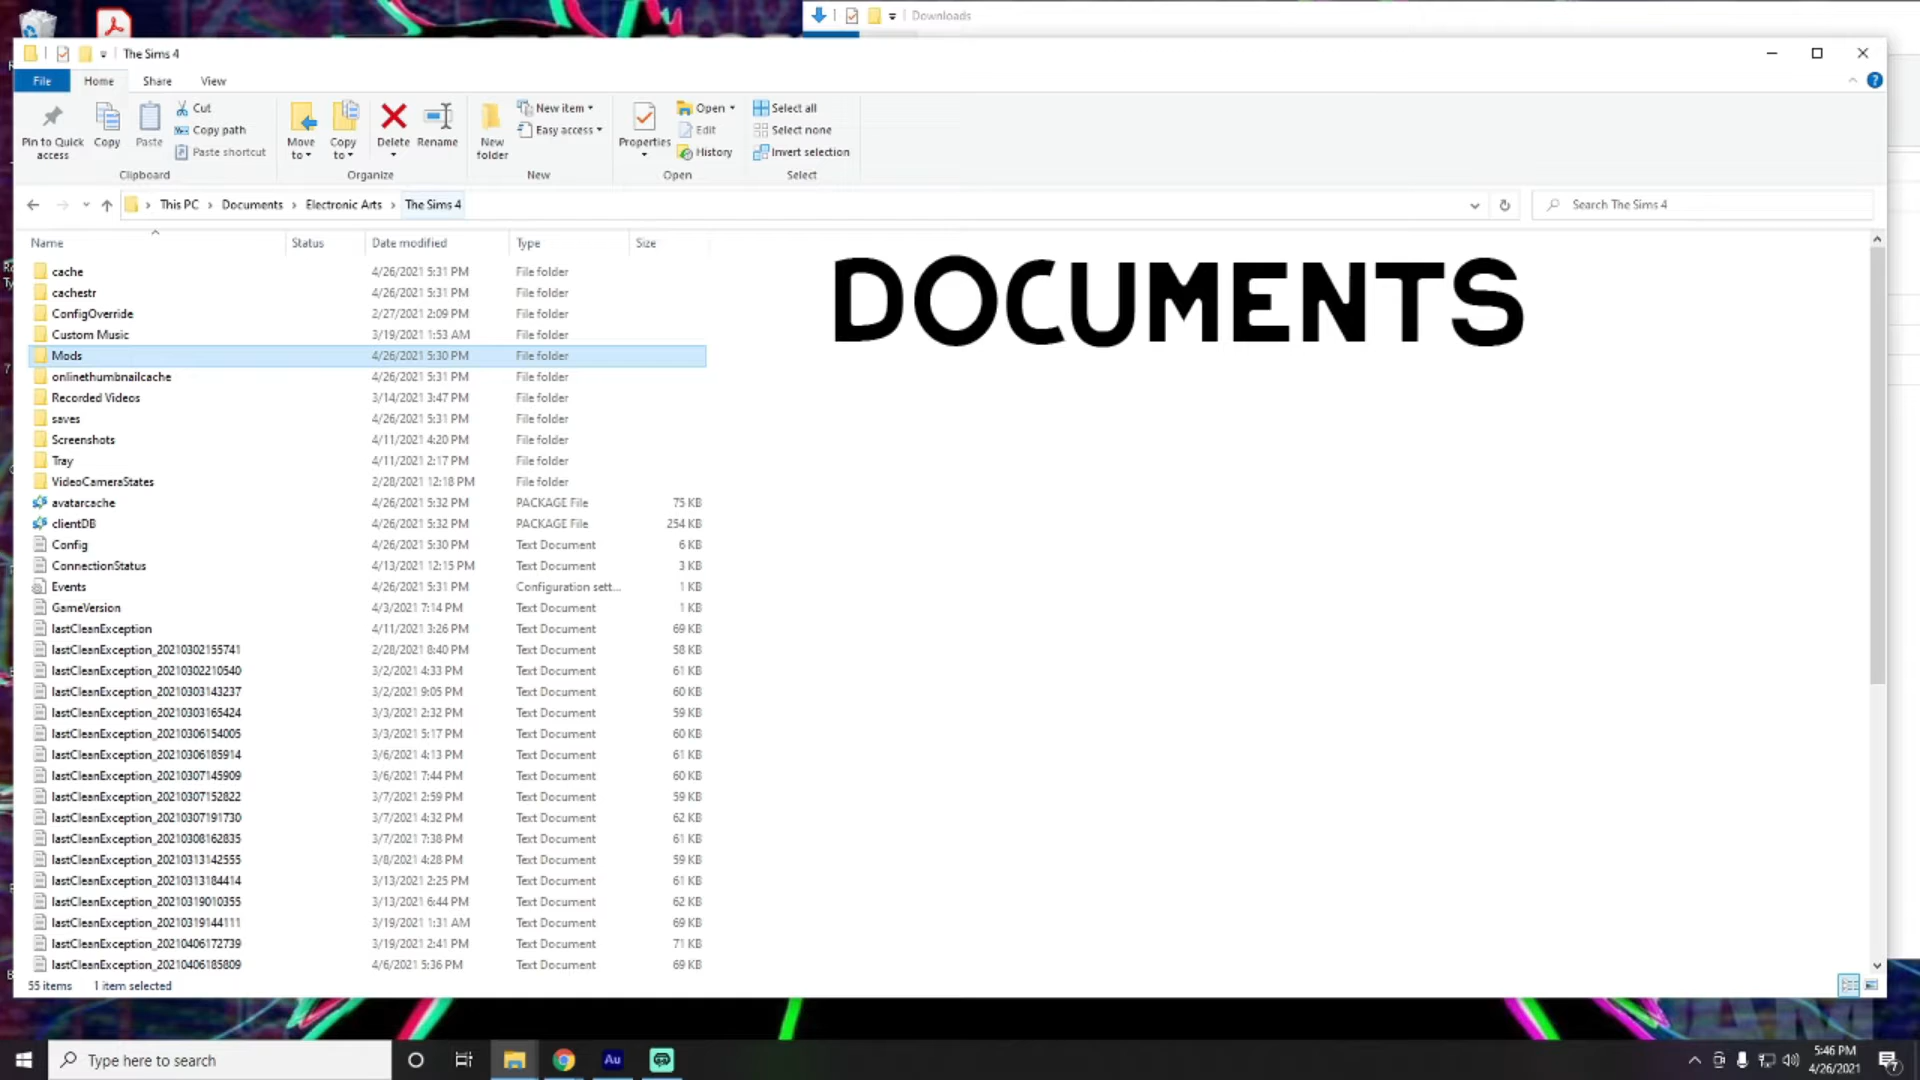 Downloads
The Sims 4
File Home Share View
Pin to Quick access
Copy
Paste
Cut
Copy path
Paste shortcut
Move to
Copy to
Delete
Rename
New folder
New item
Easy access
Properties
Open
Edit
History
Select all
Select none
Invert selection
Clipboard Organize New Open Select
This PC > Documents > Electronic Arts > The Sims 4
Search The Sims 4
Name Status Date modified Type Size
DOCUMENTS
cache 4/26/2021 5:31 PM File folder
cachestr 4/26/2021 5:31 PM File folder
ConfigOverride 2/27/2021 2:09 PM File folder
Custom Music 3/19/2021 1:53 AM File folder
Mods 4/26/2021 5:30 PM File folder
onlinethumbnailcache 4/26/2021 5:31 PM File folder
Recorded Videos 3/14/2021 3:47 PM File folder
saves 4/26/2021 5:31 PM File folder
Screenshots 4/11/2021 4:20 PM File folder
Tray 4/11/2021 2:17 PM File folder
VideoCameraStates 2/28/2021 12:18 PM File folder
avatarcache 4/26/2021 5:32 PM PACKAGE File 75 KB
clientDB 4/26/2021 5:32 PM PACKAGE File 254 KB
Config 4/26/2021 5:30 PM Text Document 6 KB
ConnectionStatus 4/13/2021 12:15 PM Text Document 3 KB
Events 4/26/2021 5:31 PM Configuration sett... 1 KB
GameVersion 4/3/2021 7:14 PM Text Document 1 KB
lastCleanException 4/11/2021 3:26 PM Text Document 69 KB
lastCleanException_20210302155741 2/28/2021 8:40 PM Text Document 58 KB
lastCleanException_20210302210540 3/2/2021 4:33 PM Text Document 61 KB
lastCleanException_20210303143237 3/2/2021 9:05 PM Text Document 60 KB
lastCleanException_20210303165424 3/3/2021 2:32 PM Text Document 59 KB
lastCleanException_20210306154005 3/3/2021 5:17 PM Text Document 60 KB
lastCleanException_20210306185914 3/6/2021 4:13 PM Text Document 61 KB
lastCleanException_20210307145909 3/6/2021 7:44 PM Text Document 60 KB
lastCleanException_20210307152822 3/7/2021 2:59 PM Text Document 59 KB
lastCleanException_20210307191730 3/7/2021 4:32 PM Text Document 62 KB
lastCleanException_20210308162835 3/7/2021 7:38 PM Text Document 61 KB
lastCleanException_20210313142555 3/8/2021 4:28 PM Text Document 59 KB
lastCleanException_20210313184414 3/13/2021 2:25 PM Text Document 61 KB
lastCleanException_20210319010355 3/13/2021 6:44 PM Text Document 62 KB
lastCleanException_20210319144111 3/19/2021 1:31 AM Text Document 69 KB
lastCleanException_20210406172739 3/19/2021 2:41 PM Text Document 71 KB
lastCleanException_20210406185809 4/6/2021 5:36 PM Text Document 69 KB
55 items 1 item selected
Type here to search
Au
5:46 PM
4/26/2021
7